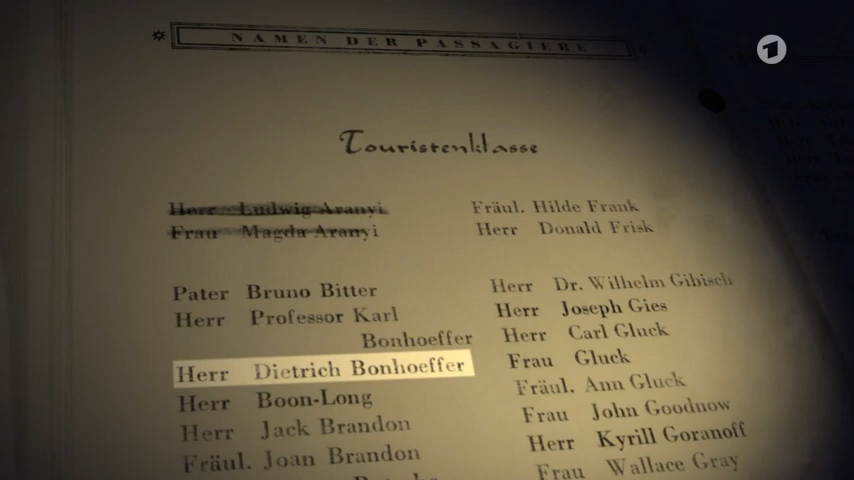 NAMEN DER PASSAGIERE
1
Touristenklasse
Herr Ludwig Aranyi
Frau Magda Aranyi
Pater Bruno Bitter
Herr Professor Karl
Bonhoeffer
Herr Dietrich Bonhoeffer
Herr Boon-Long
Herr Jack Brandon
Fräul. Joan Brandon
Fräul. Hilde Frank
Herr Donald Frisk
Herr Dr. Wilhelm Gibisch
Herr Joseph Gies
Herr Carl Gluck
Frau Gluck
Fräul. Ann Gluck
Frau John Goodnow
Herr Kyrill Goranoff
Frau Wallace Gray